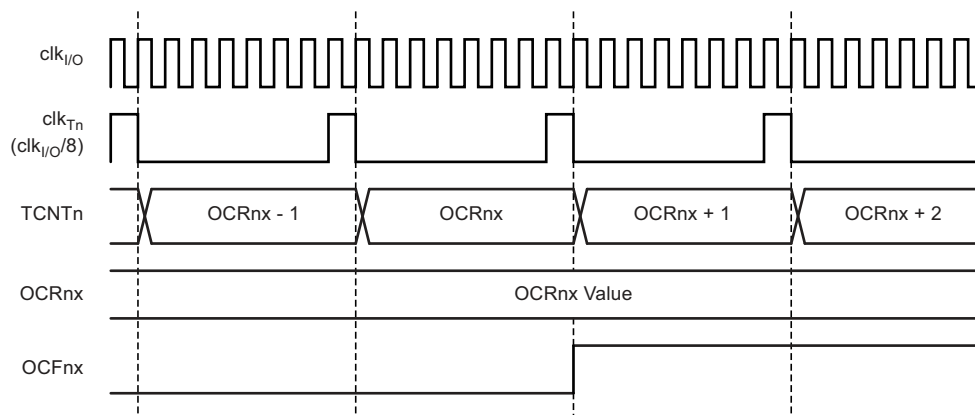 clkI/O
clkTn
(clkI/O/8)
TCNTn OCRnx - 1 OCRnx OCRnx + 1 OCRnx + 2
OCRnx OCRnx Value
OCFnx